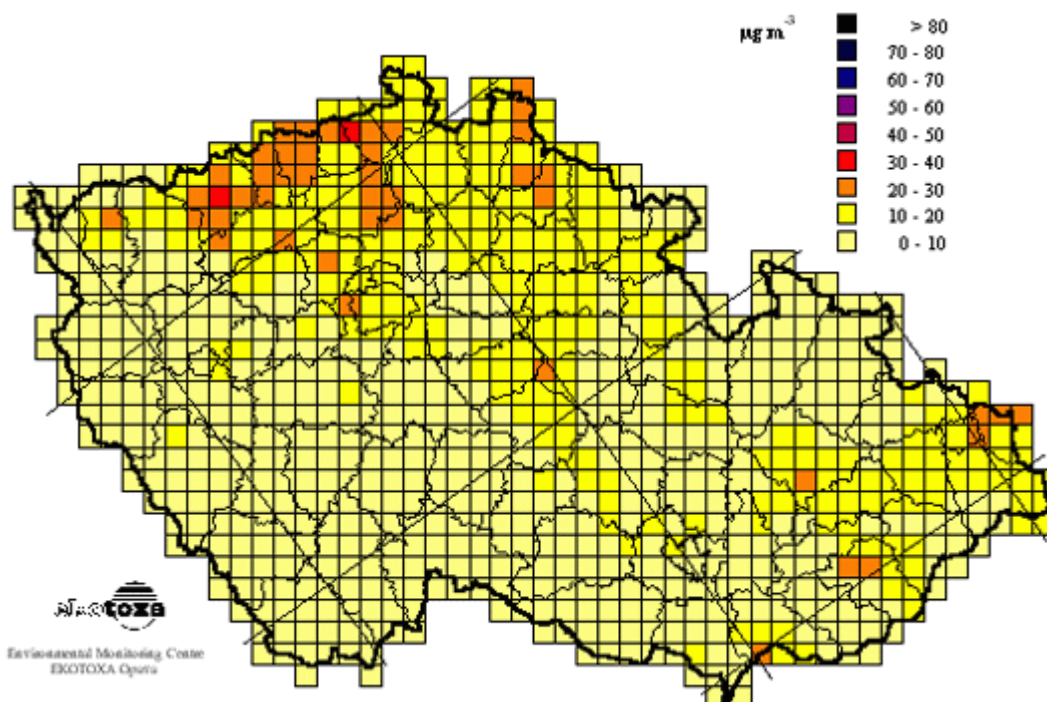 µg m⁻³
> 80
70 - 80
60 - 70
50 - 60
40 - 50
30 - 40
20 - 30
10 - 20
0 - 10
Environmental Monitoring Centre
EKOTOXA Opava